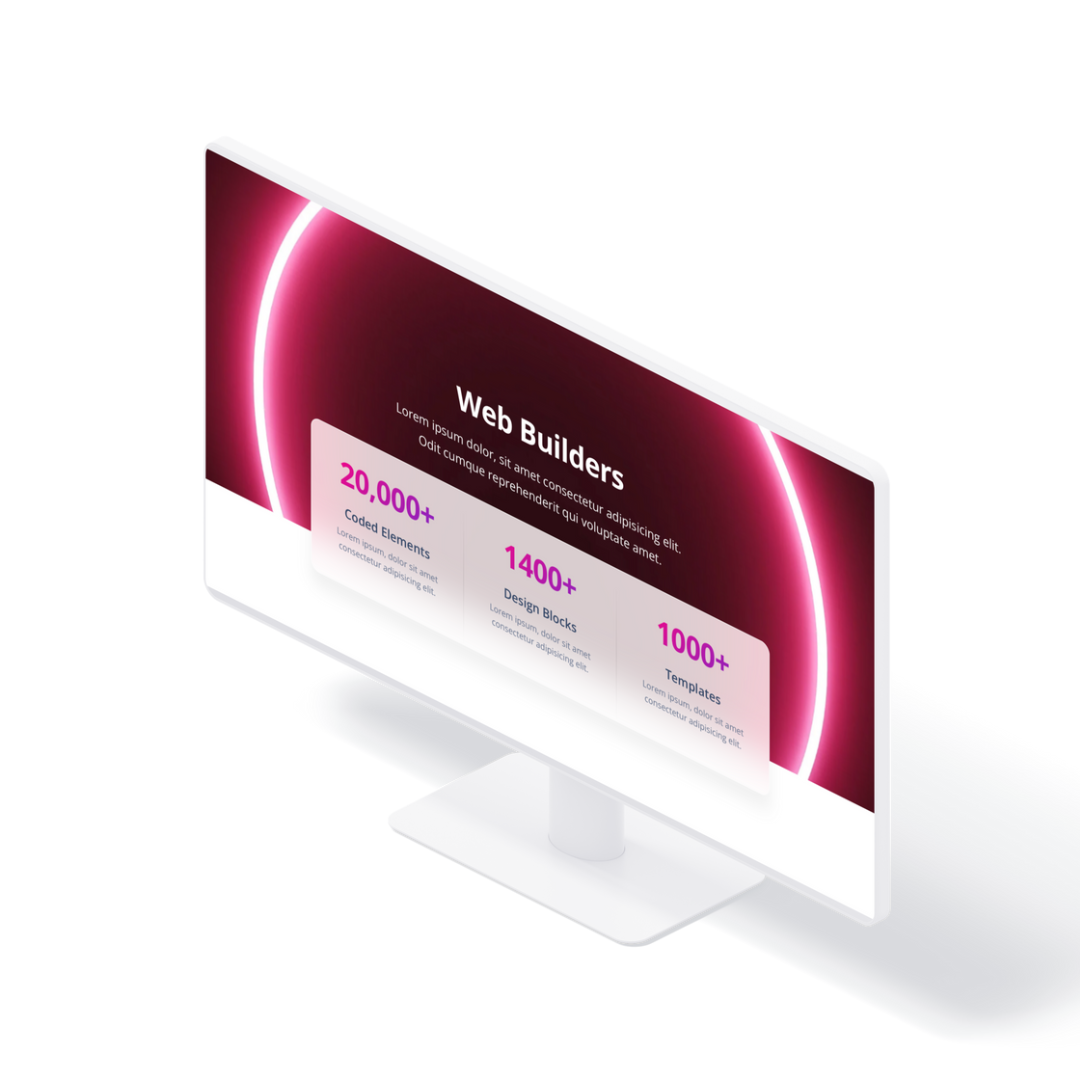 Web Builders
Lorem ipsum dolor, sit amet consectetur adipisicing elit.
Odit cumque reprehenderit qui voluptate amet.
20,000+
Coded Elements
Lorem ipsum, dolor sit amet
consectetur adipisicing elit.
1400+
Design Blocks
Lorem ipsum, dolor sit amet
consectetur adipisicing elit.
1000+
Templates
Lorem ipsum, dolor sit amet
consectetur adipisicing elit.